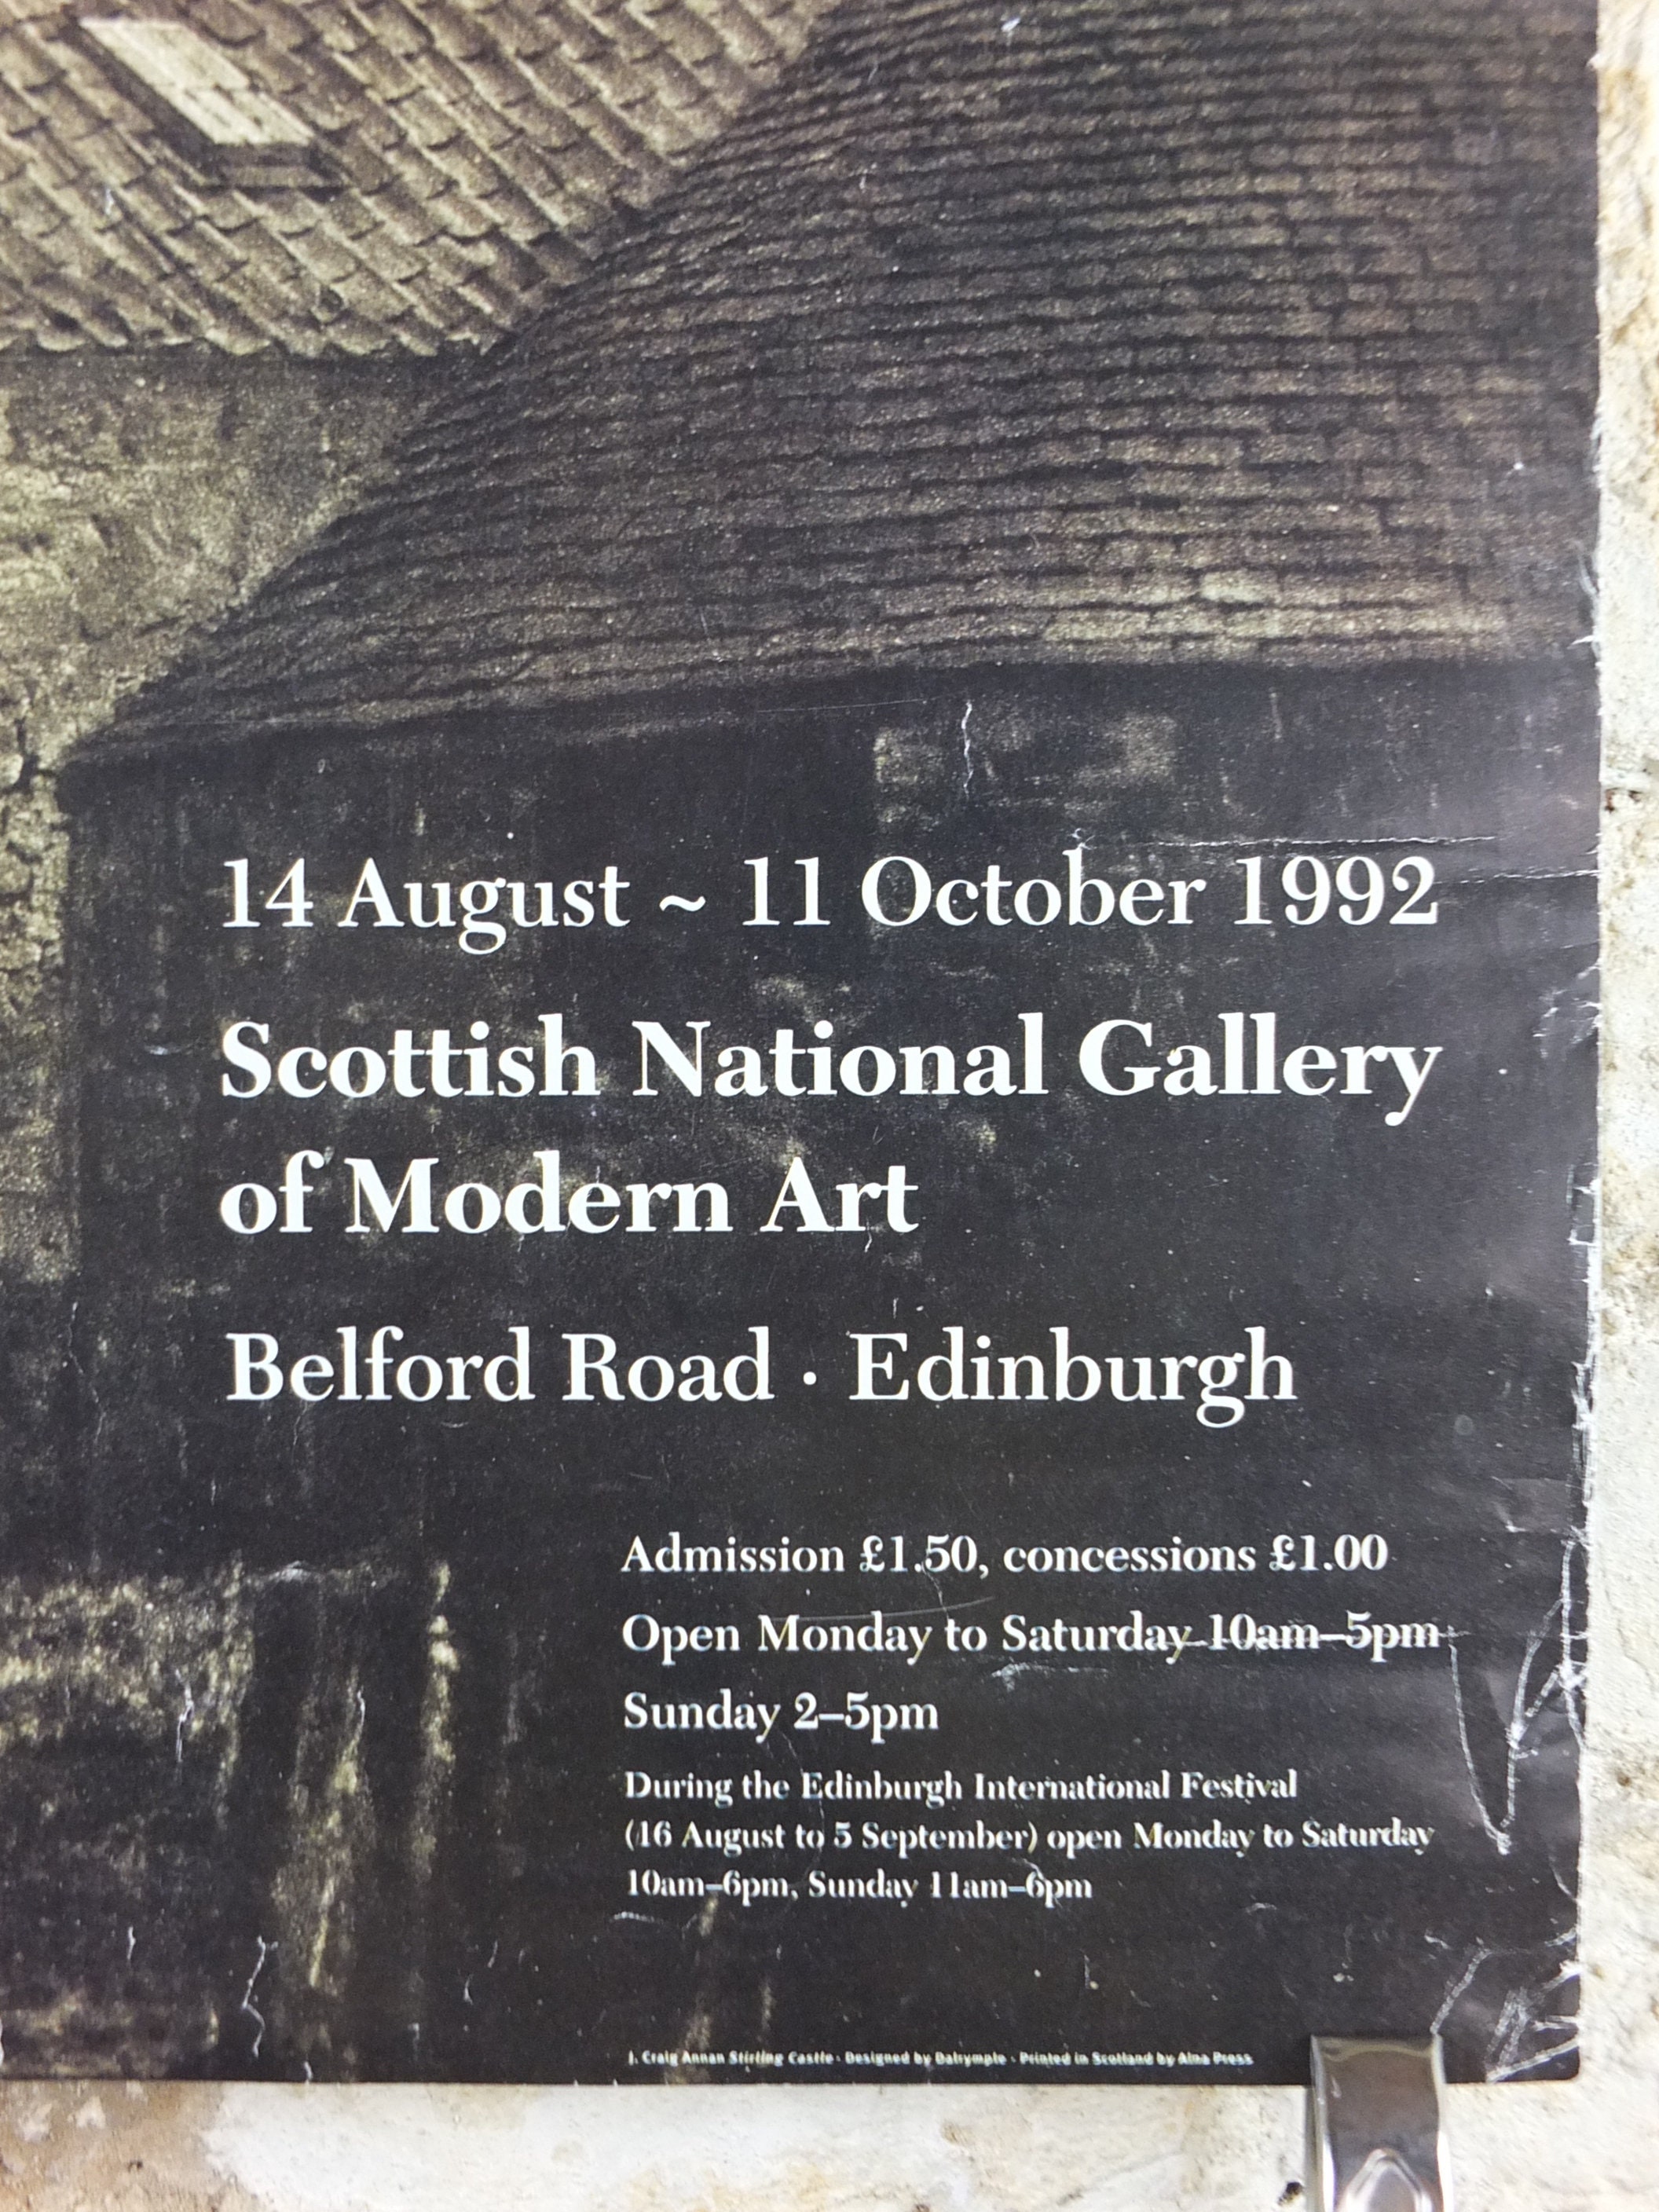 14 August ~ 11 October 1992
Scottish National Gallery
of Modern Art
Belford Road · Edinburgh
Admission £1.50, concessions £1.00
Open Monday to Saturday 10am–5pm
Sunday 2–5pm
During the Edinburgh International Festival
(16 August to 5 September) open Monday to Saturday
10am–6pm, Sunday 11am–6pm
J. Craig Annan Stirling Castle · Designed by Dalrymple · Printed in Scotland by Alna Press